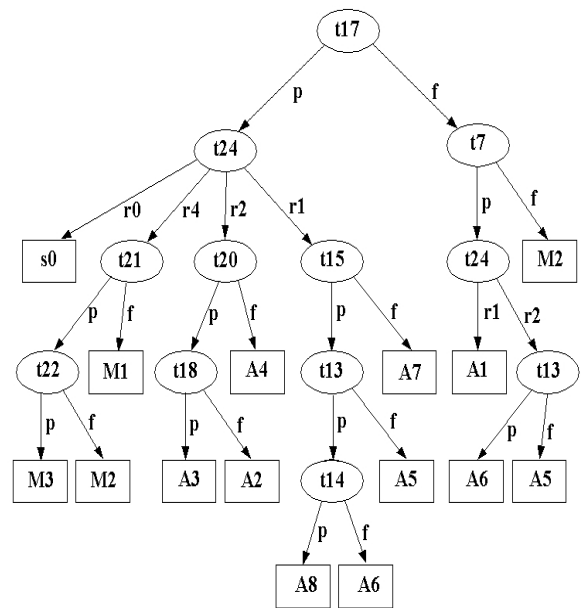 t17
p f
t24 t7
r0 r4 r2 r1 p f
s0 t21 t20 t15 t24 M2
p f p f p f r1 r2
t22 M1 t18 A4 t13 A7 A1 t13
p f p f p f p f
M3 M2 A3 A2 t14 A5 A6 A5
p f
A8 A6